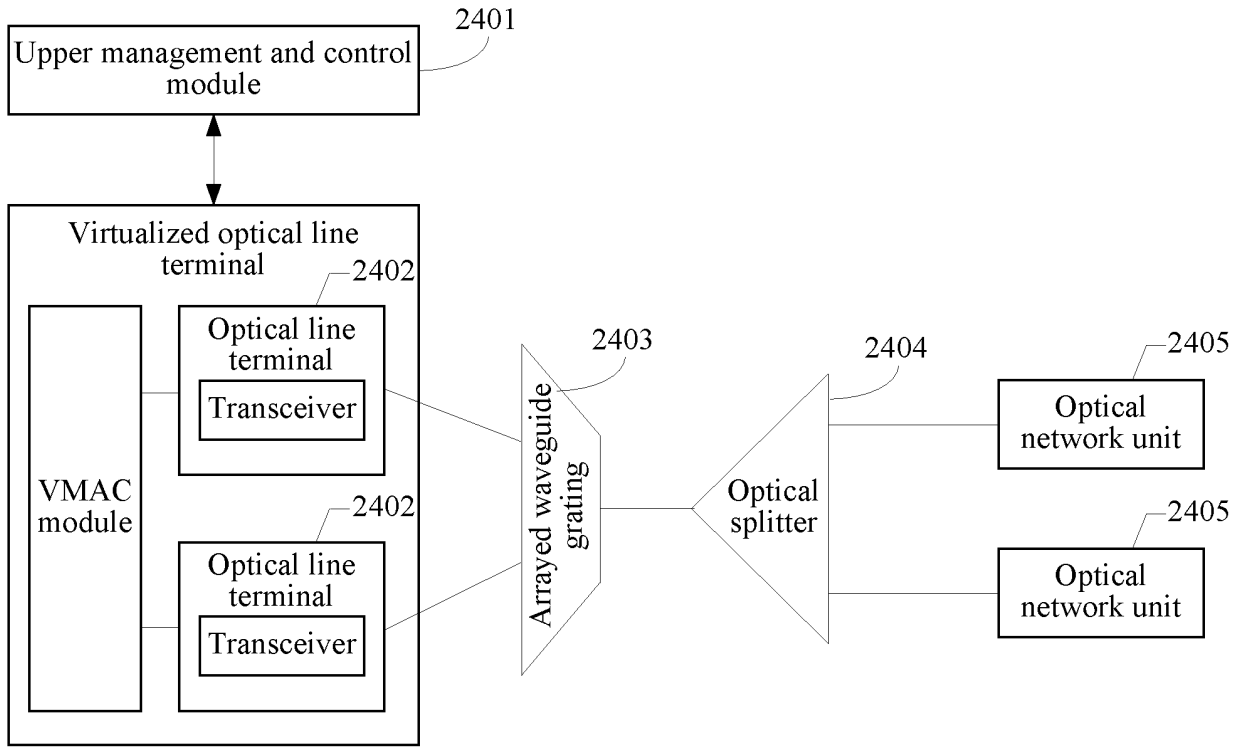 2401
Upper management and control
module
Virtualized optical line
terminal
2402
Optical line
terminal
Transceiver
VMAC
module
2402
Optical line
terminal
Transceiver
2403
Arrayed waveguide
grating
2404
Optical
splitter
2405
Optical
network unit
2405
Optical
network unit